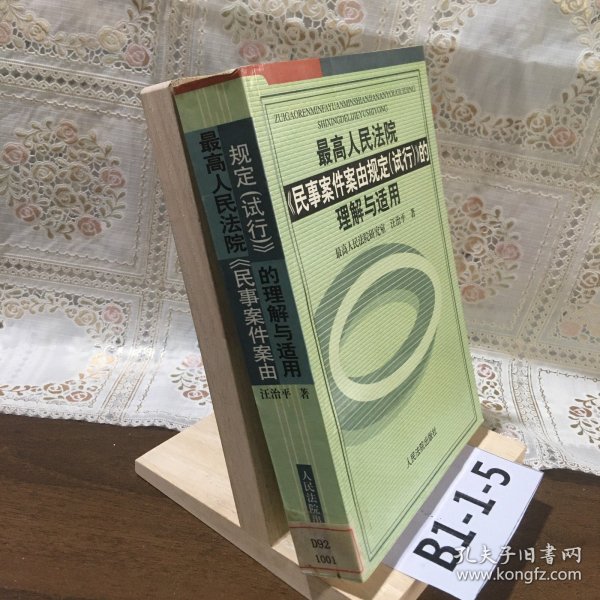 ZUIGAORENMINFAYUANMINSHIANJIANANYOUGUIDING
SHIXINGDELIJIEYUSHIYONG
最高人民法院
《民事案件案由规定(试行)》的
理解与适用
最高人民法院研究室 汪治平 著
人民法院出版社
最高人民法院《民事案件案由
规定(试行)》的理解与适用
汪治平 著
人民法院出
D92
1001
B1-1-5
孔夫子旧书网
www.kongfz.com